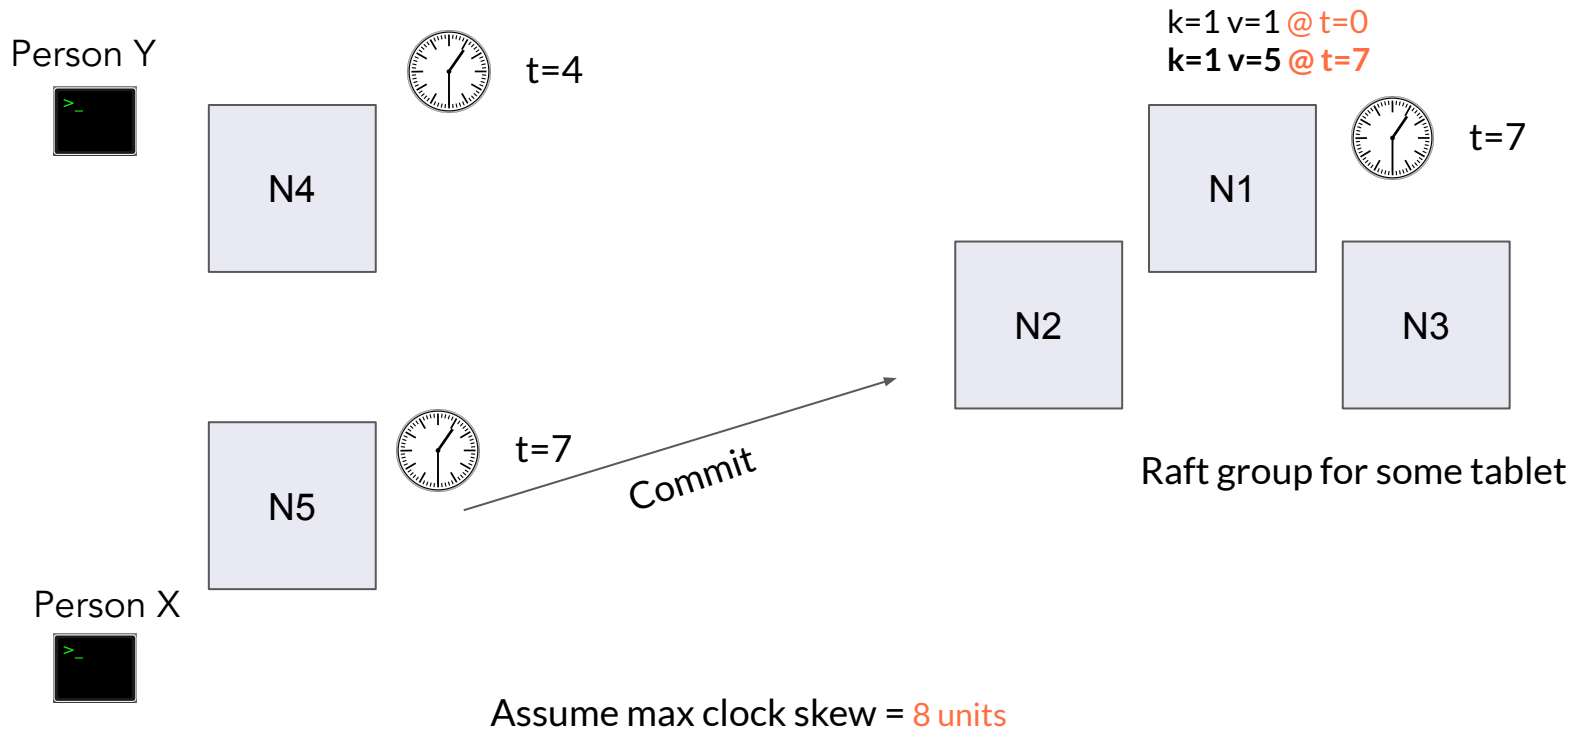 k=1 v=1 @ t=0
k=1 v=5 @ t=7
Person Y
>_
t=4
N4
N1
t=7
N2
N3
N5
t=7
Commit
Raft group for some tablet
Person X
>_
Assume max clock skew = 8 units